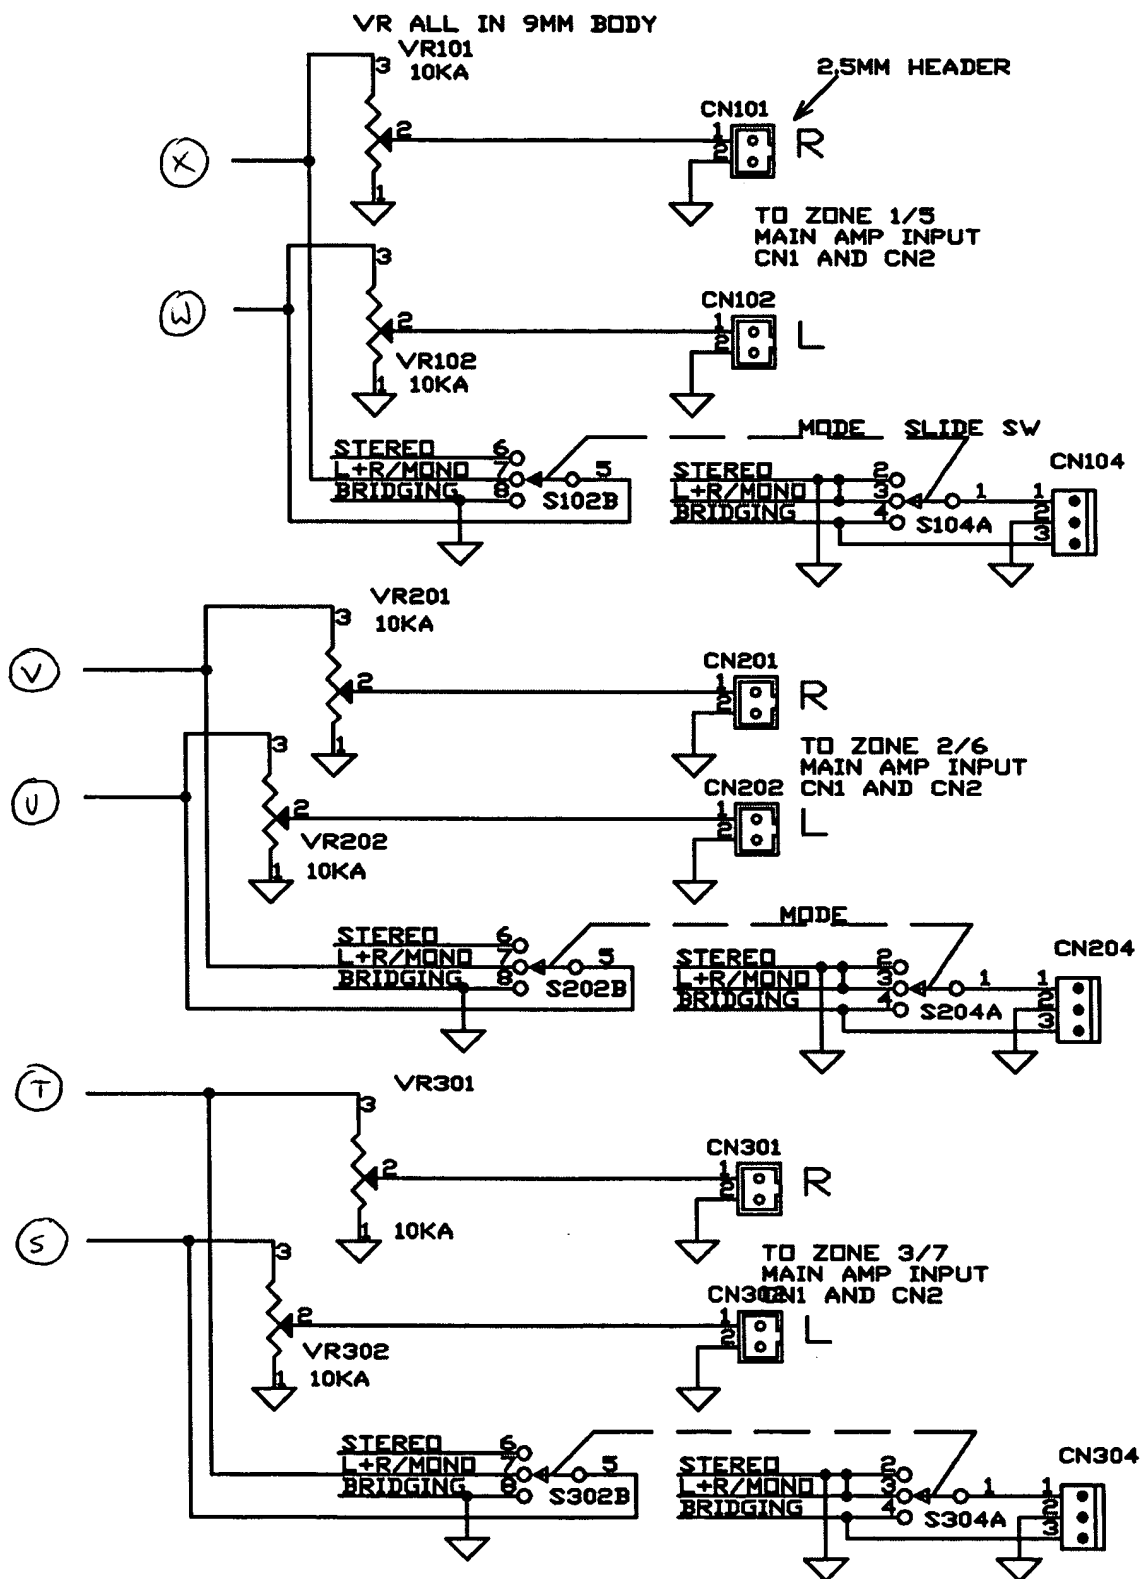 VR ALL IN 9MM BODY
VR101
10KA
3
2
1
2.5MM HEADER
CN101
1
2
R
X
TO ZONE 1/5
MAIN AMP INPUT
CN1 AND CN2
3
2
1
W
VR102
10KA
CN102
1
2
L
MODE SLIDE SW
STEREO 6
L+R/MONO 7
BRIDGING 8
5
S102B
STEREO 2
L+R/MONO 3
BRIDGING 4
1
S104A
CN104
1
2
3
VR201
10KA
3
2
1
V
CN201
1
2
R
TO ZONE 2/6
MAIN AMP INPUT
CN1 AND CN2
U
3
2
1
VR202
10KA
CN202
1
2
L
MODE
STEREO 6
L+R/MONO 7
BRIDGING 8
5
S202B
STEREO 2
L+R/MONO 3
BRIDGING 4
1
S204A
CN204
1
2
3
T
VR301
3
2
1 10KA
CN301
1
2
R
TO ZONE 3/7
MAIN AMP INPUT
CN1 AND CN2
S
3
2
1
VR302
10KA
CN302
1
2
L
STEREO 6
L+R/MONO 7
BRIDGING 8
5
S302B
STEREO 2
L+R/MONO 3
BRIDGING 4
1
S304A
CN304
1
2
3